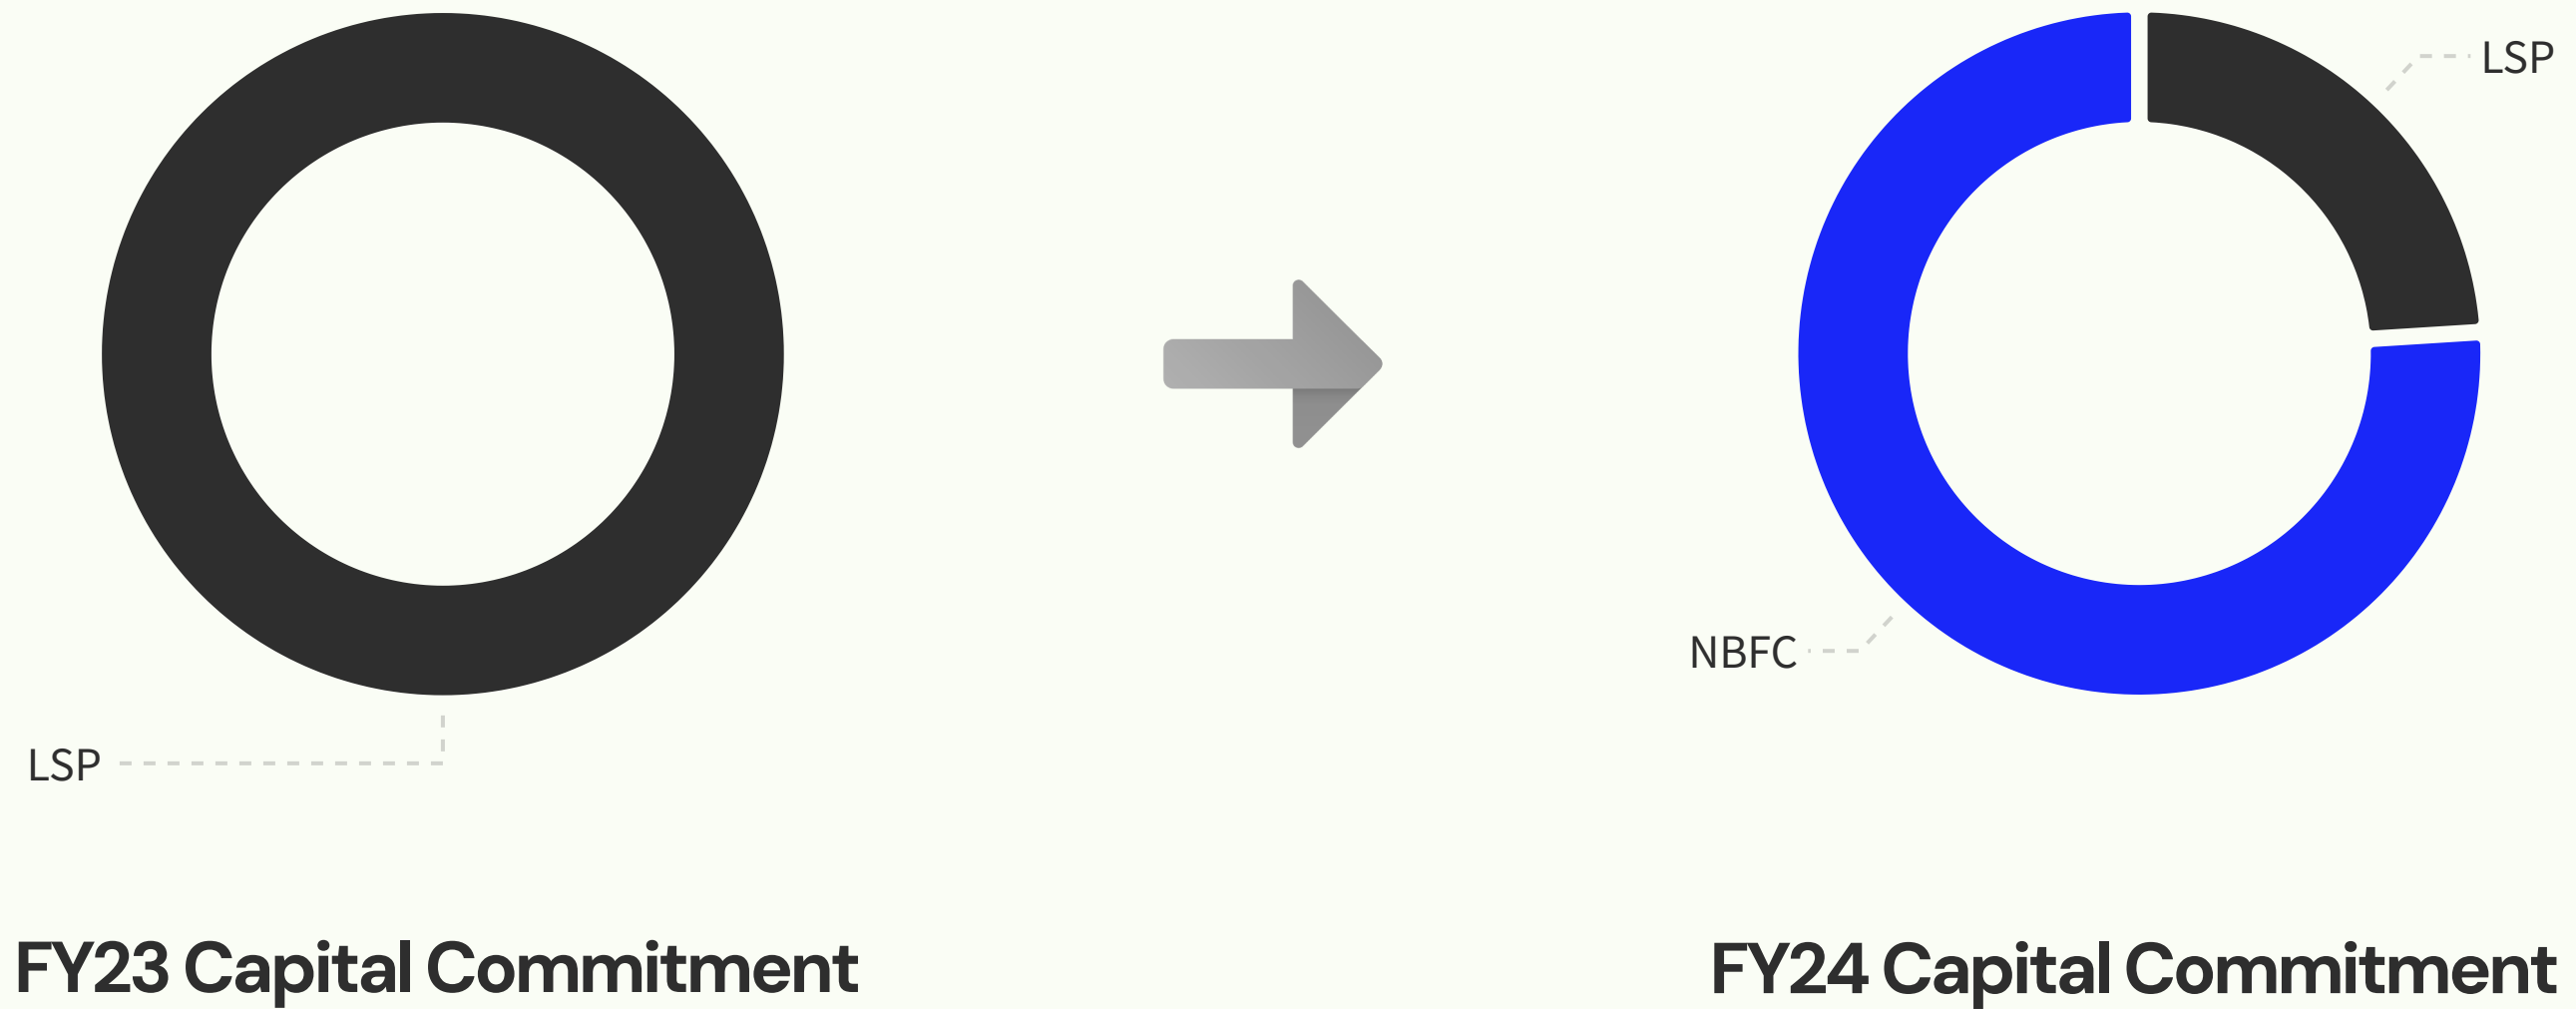 LSP
FY23 Capital Commitment
LSP
NBFC
FY24 Capital Commitment